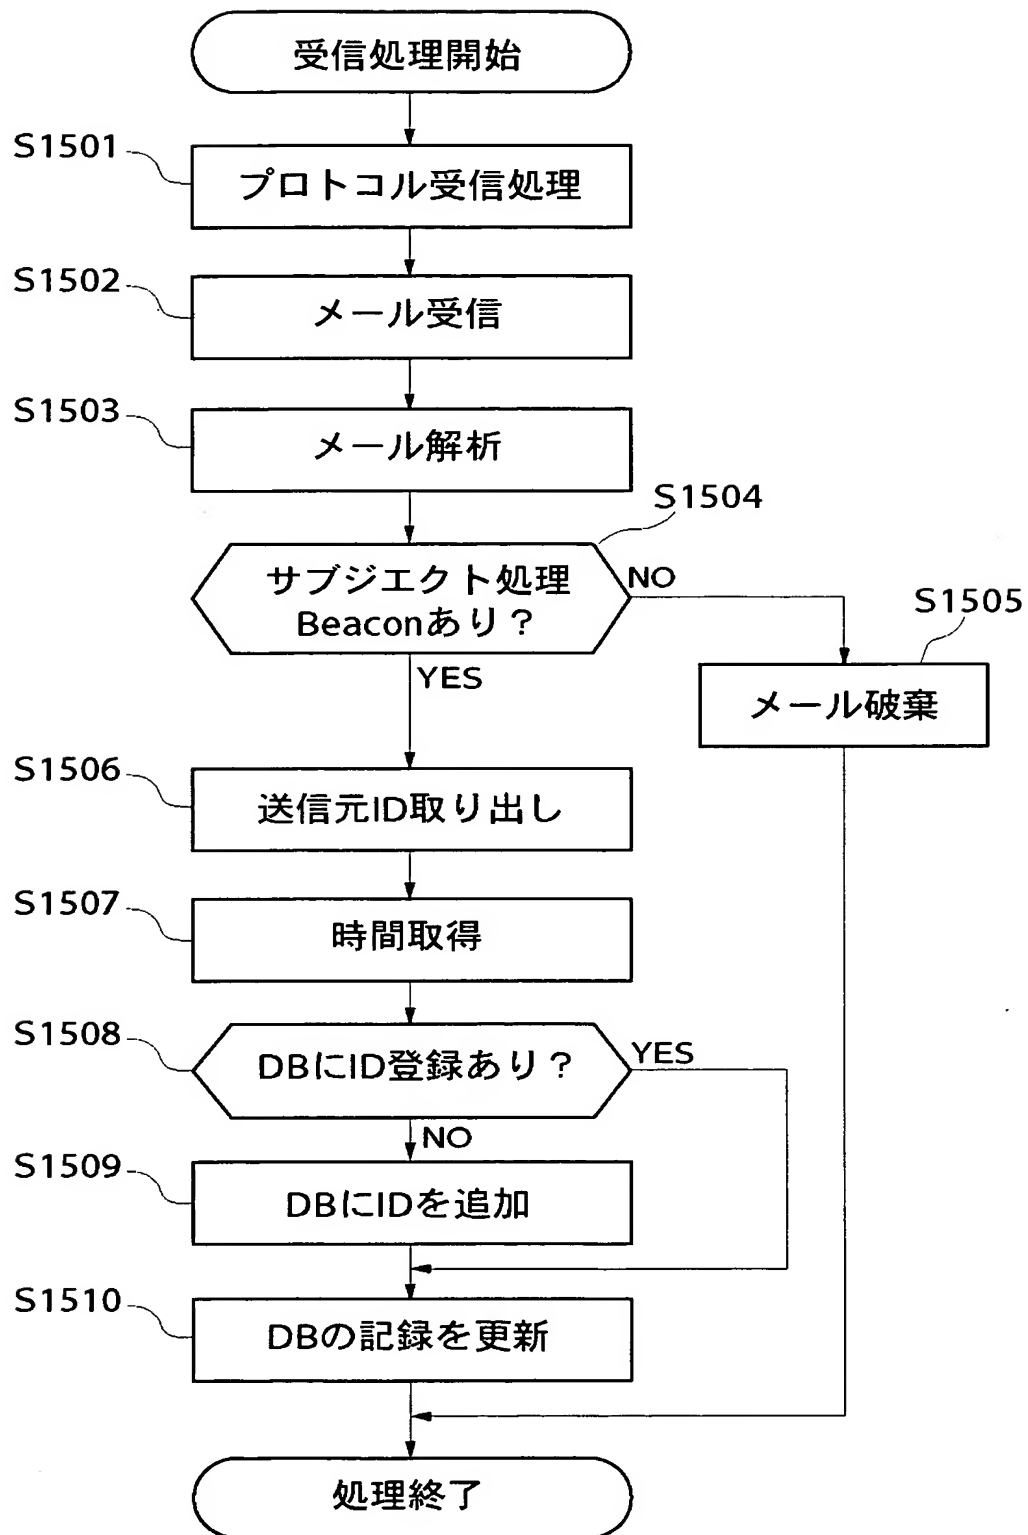 受信処理開始
S1501
プロトコル受信処理
S1502
メール受信
S1503
メール解析
S1504
サブジエクト処理
Beaconあり？
NO
YES
S1505
メール破棄
S1506
送信元ID取り出し
S1507
時間取得
S1508
DBにID登録あり？
YES
NO
S1509
DBにIDを追加
S1510
DBの記録を更新
処理終了